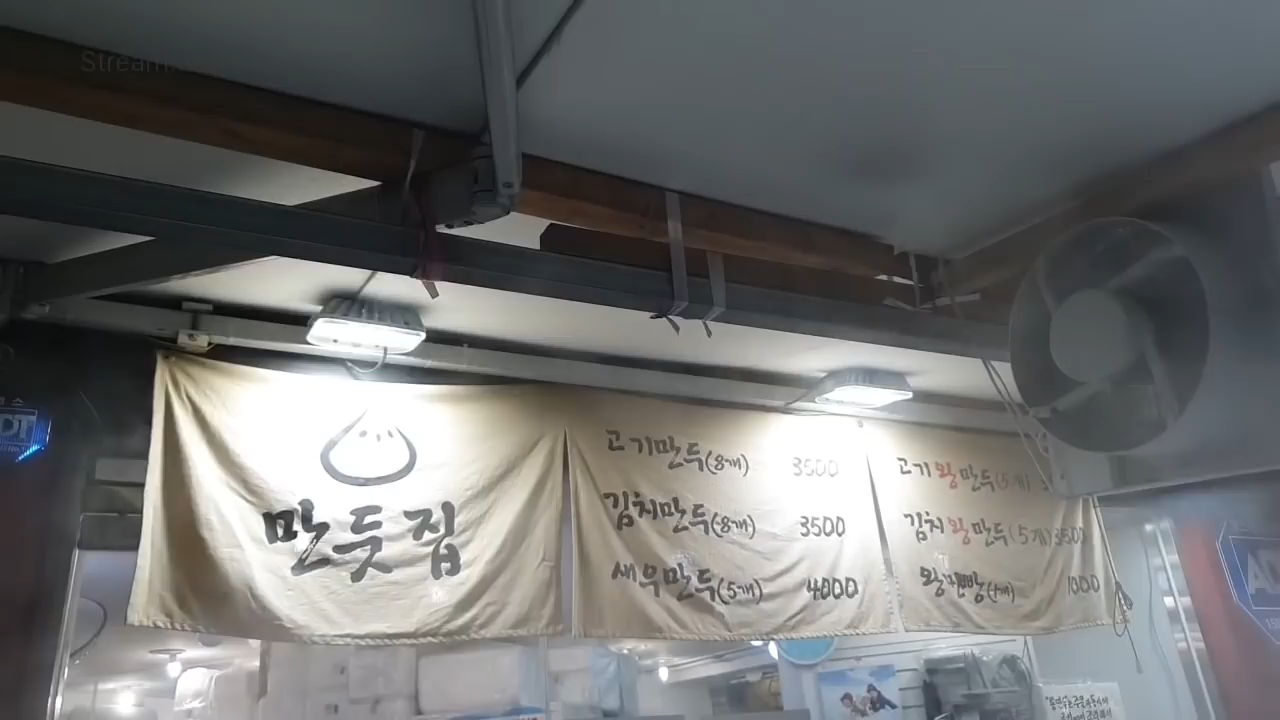 만듯집
고기만두(8개) 3500
김치만두(8개) 3500
새우만두(5개) 4000
고기왕만두(5개)
김치왕만두(5개) 3500
왕찐빵(1개) 1000